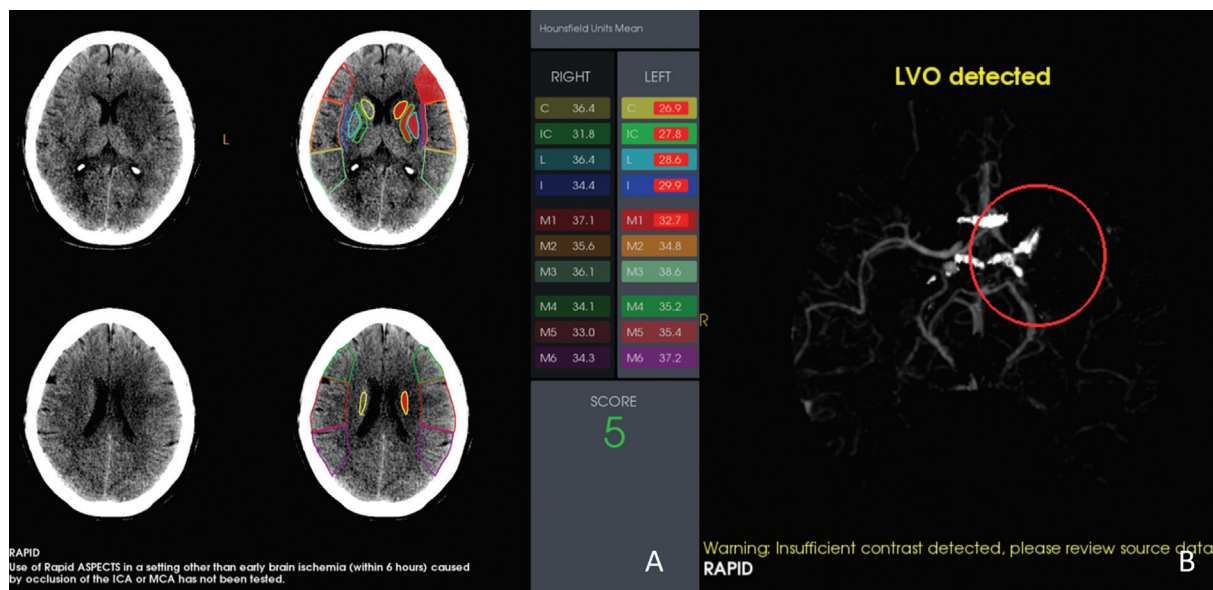 L
RAPID
Use of Rapid ASPECTS in a setting other than early brain ischemia (within 6 hours) caused
by occlusion of the ICA or MCA has not been tested.
Hounsfield Units Mean
RIGHT LEFT
C 36.4 C 26.9
IC 31.8 IC 27.8
L 36.4 L 28.6
I 34.4 I 29.9
M1 37.1 M1 32.7
M2 35.6 M2 34.8
M3 36.1 M3 38.6
M4 34.1 M4 35.2
M5 33.0 M5 35.4
M6 34.3 M6 37.2
SCORE
5
A
LVO detected
R
Warning: Insufficient contrast detected, please review source data
RAPID
B